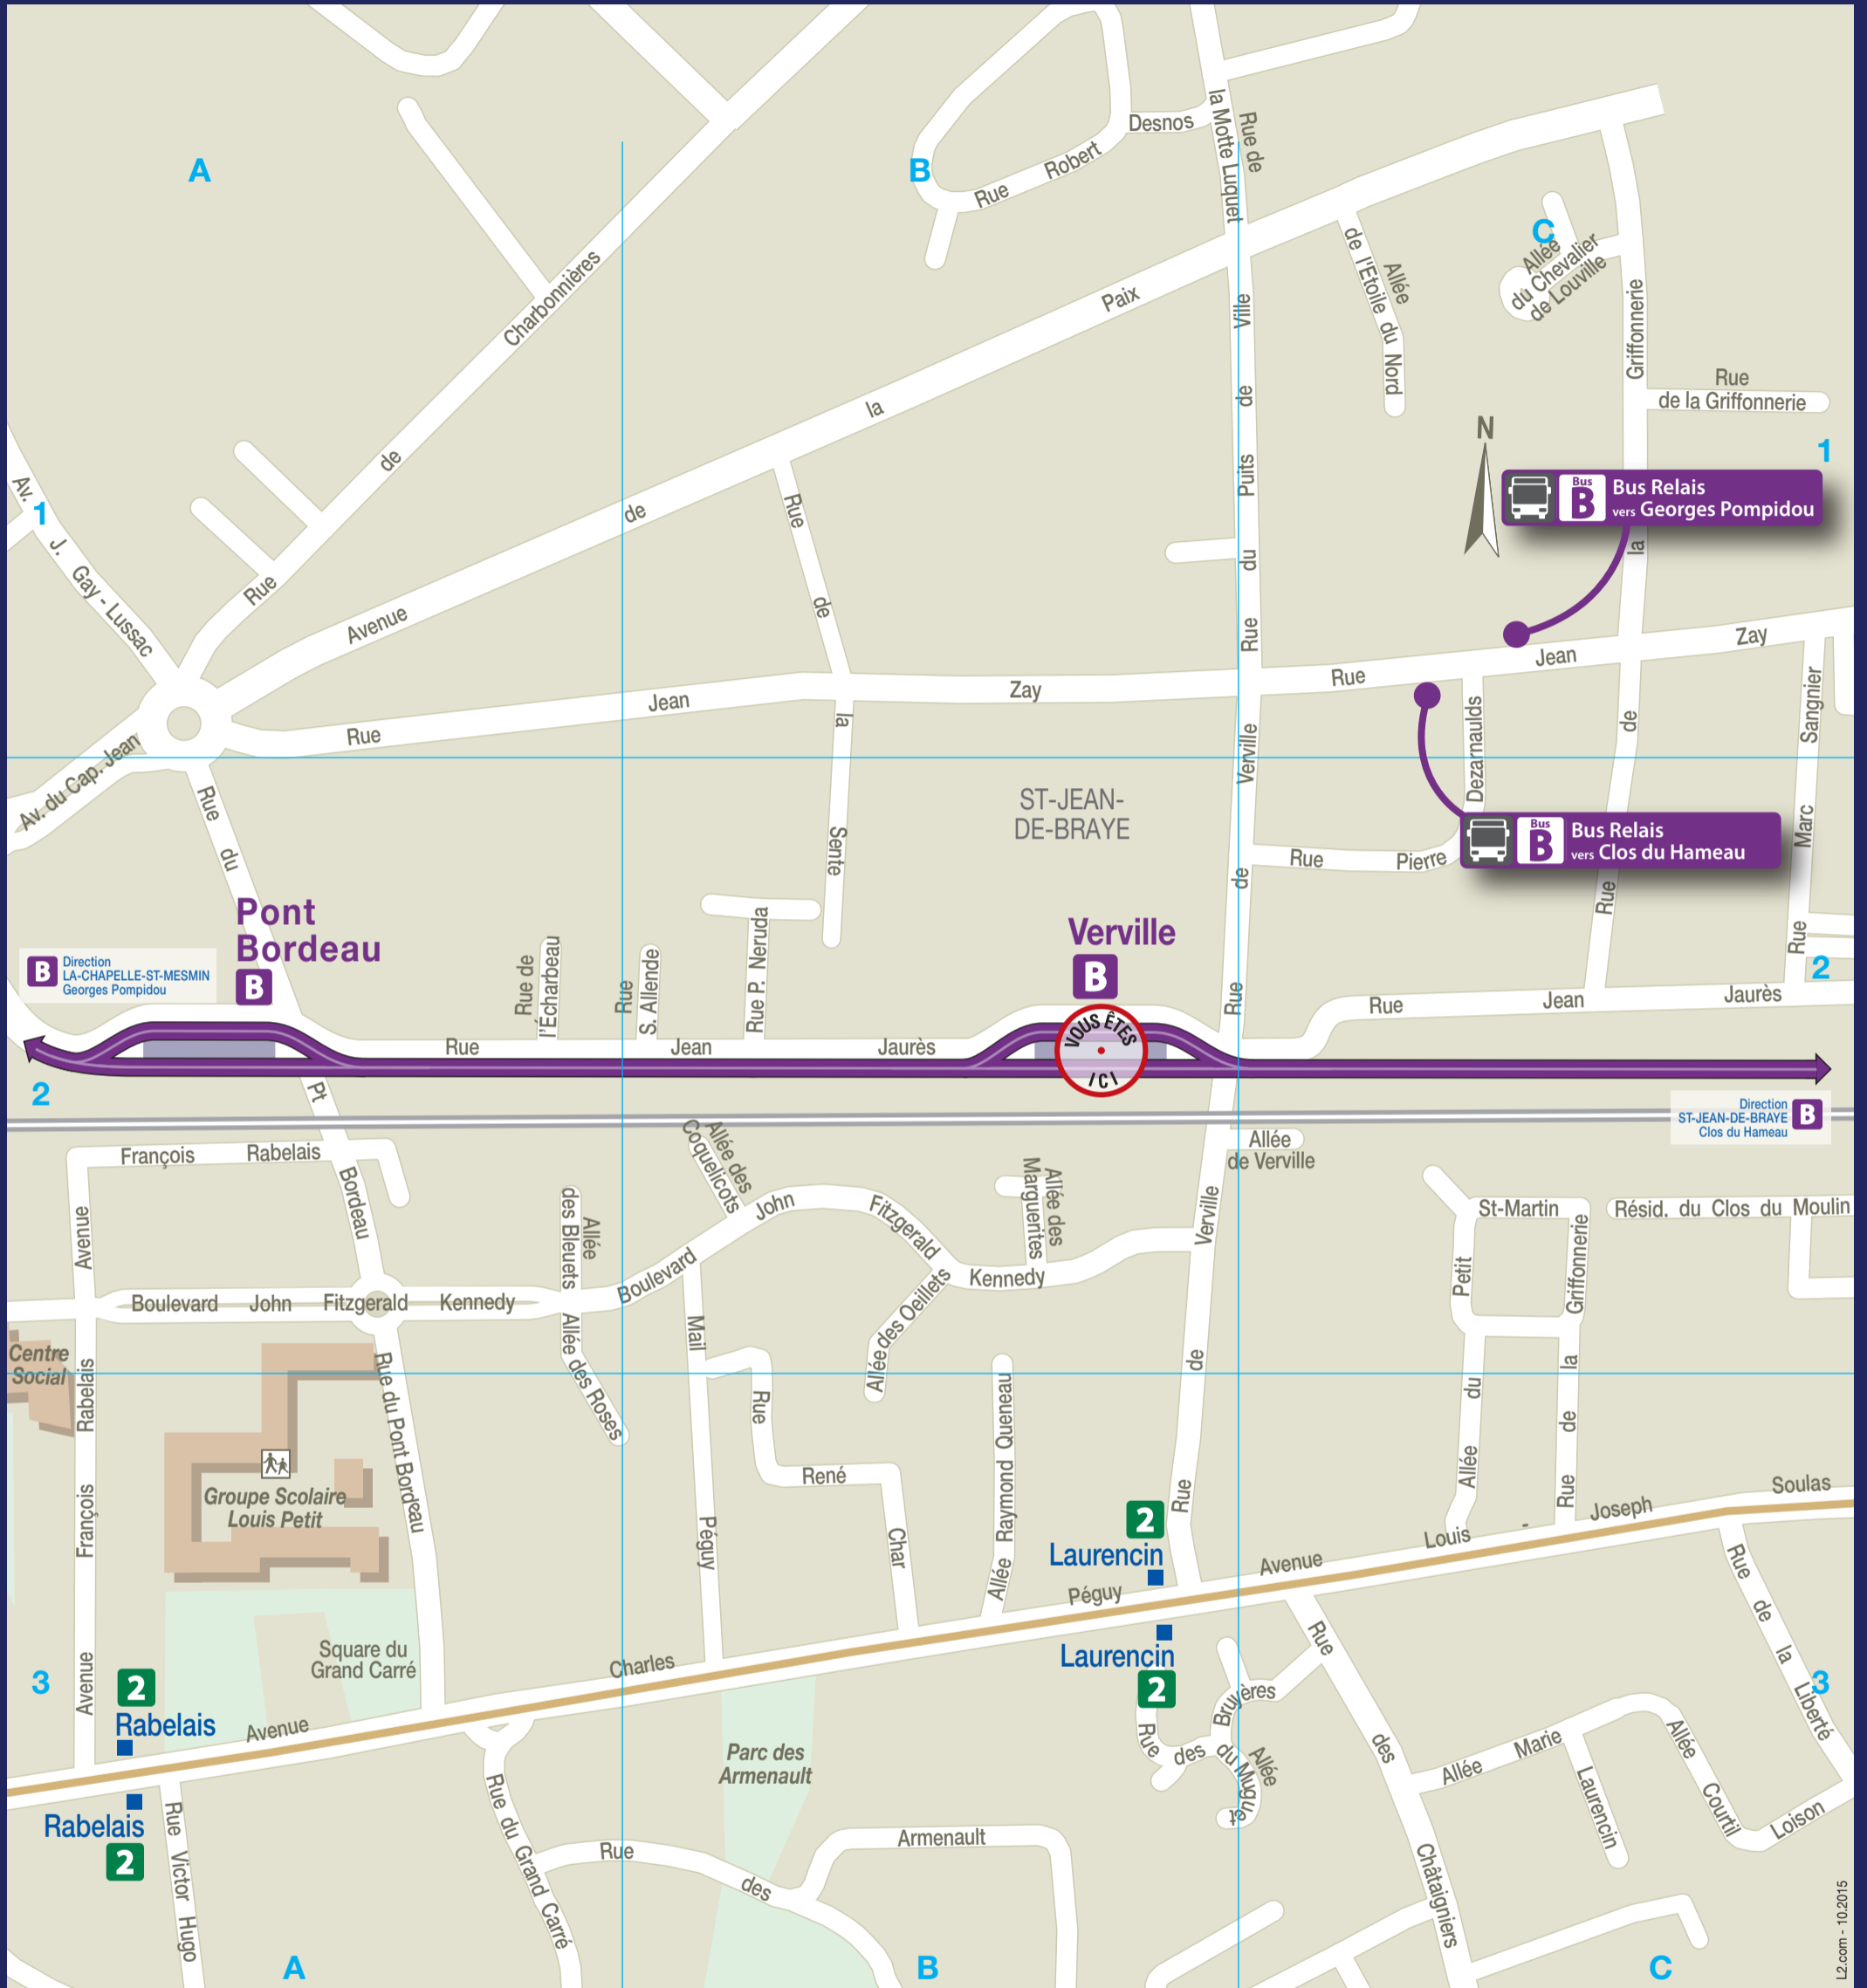 A
B
C
Desnos
Rue Robert
Rue de
la Motte Luquet
Allée
de l'Etoile du Nord
Allée
du Chevalier
de Louville
Rue de Charbonnières
Avenue de la Paix
Rue de la Griffonnerie
Rue
de la Griffonnerie
N
1
1
Av. J. Gay - Lussac
Bus
B
Bus Relais
vers Georges Pompidou
Rue de la Sente
Rue de Verville
Rue du Puits de Ville
Rue Jean Zay
Rue Jean Zay
Av. du Cap. Jean
Rue du Pt Bordeau
Rue Pierre Dezarnaulds
Rue Marc Sangnier
ST-JEAN-
DE-BRAYE
Bus
B
Bus Relais
vers Clos du Hameau
Pont
Bordeau
B
Verville
B
B
Direction
LA-CHAPELLE-ST-MESMIN
Georges Pompidou
Rue de
l'Écharbeau
Rue
S. Allende
Rue P. Neruda
2
Rue Jean Jaurès
Rue Jean Jaurès
VOUS ÊTES
ICI
2
Direction
ST-JEAN-DE-BRAYE
Clos du Hameau
B
François Rabelais
Avenue
Allée des
Coquelicots
Allée
de Verville
Allée
des Bleuets
Allée des
Marguerites
St-Martin
Résid. du Clos du Moulin
Boulevard John Fitzgerald Kennedy
Boulevard John Fitzgerald Kennedy
Allée des Roses
Allée des Oeillets
Rue de Verville
Allée du Petit
Rue de la Griffonnerie
Centre
Social
Avenue François Rabelais
Rue du Pont Bordeau
Groupe Scolaire
Louis Petit
Mail Péguy
Rue René Char
Allée Raymond Queneau
2
Laurencin
Avenue Louis - Joseph Soulas
Square du
Grand Carré
Avenue Charles Péguy
Laurencin
2
3
3
2
Rabelais
Rabelais
2
Rue Victor Hugo
Rue du Grand Carré
Parc des
Armenault
Rue des Armenault
Rue des Bruyères
Allée
du Muguet
Rue des Châtaigniers
Allée Marie Laurencin
Allée Courtil Loison
Rue de la Liberté
A
B
C
L2.com - 10.2015